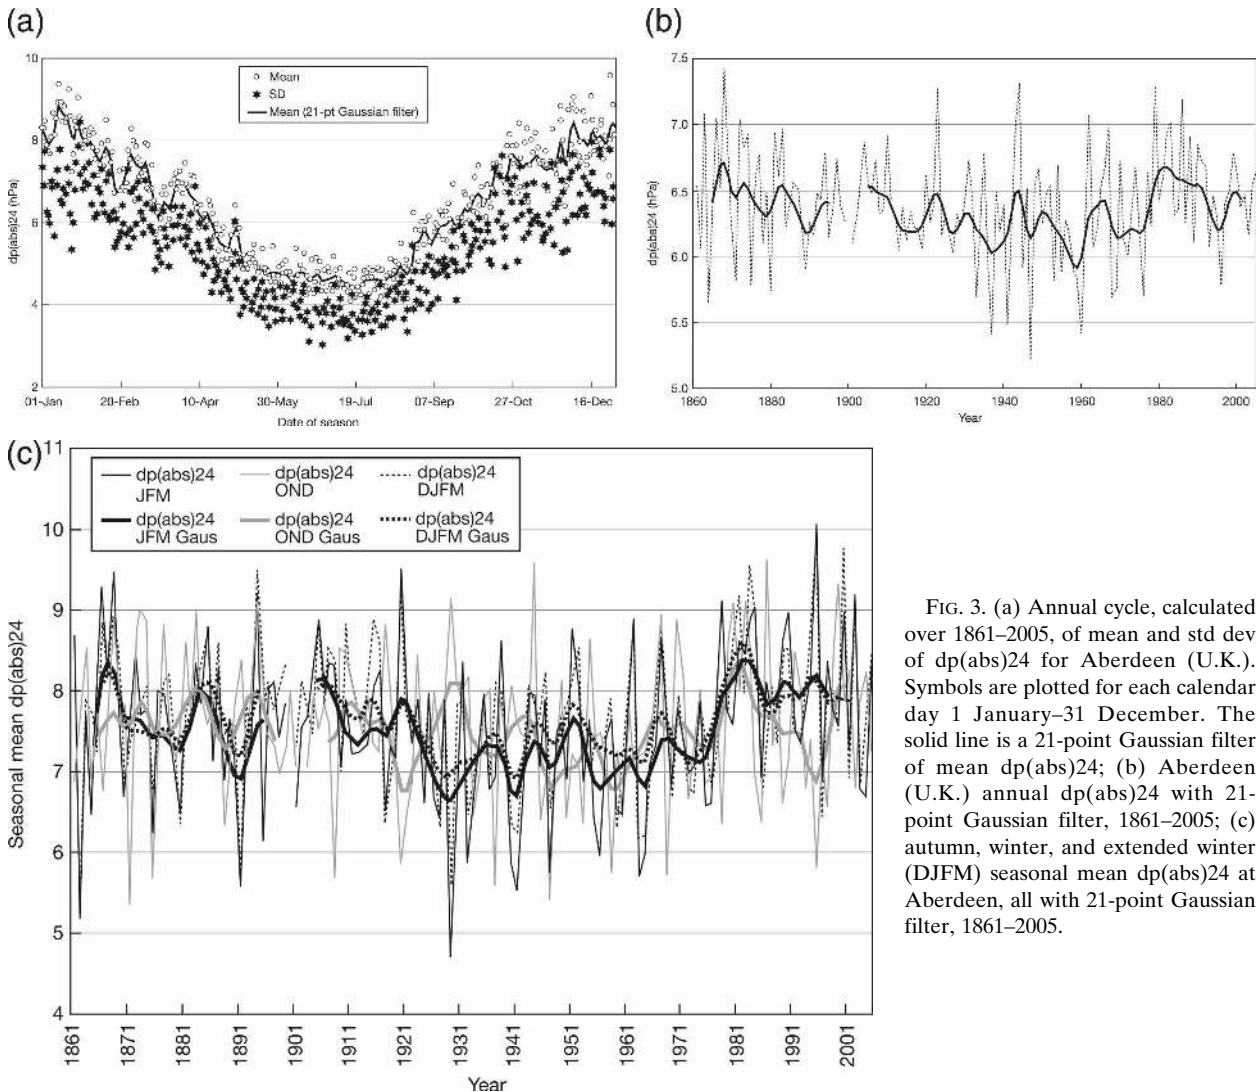 (a)
dp(abs)24 (hPa)
10
8
6
4
2
Mean
SD
Mean (21-pt Gaussian filter)
01-Jan 20-Feb 10-Apr 30-May 19-Jul 07-Sep 27-Oct 16-Dec
Date of season
(b)
dp(abs)24 (hPa)
7.5
7.0
6.5
6.0
5.5
5.0
1860 1880 1900 1920 1940 1960 1980 2000
Year
(c)
Seasonal mean dp(abs)24
11
10
9
8
7
6
5
4
dp(abs)24 JFM
dp(abs)24 OND
dp(abs)24 DJFM
dp(abs)24 JFM Gaus
dp(abs)24 OND Gaus
dp(abs)24 DJFM Gaus
1861 1871 1881 1891 1901 1911 1921 1931 1941 1951 1961 1971 1981 1991 2001
Year
FIG. 3. (a) Annual cycle, calculated
over 1861–2005, of mean and std dev
of dp(abs)24 for Aberdeen (U.K.).
Symbols are plotted for each calendar
day 1 January–31 December. The
solid line is a 21-point Gaussian filter
of mean dp(abs)24; (b) Aberdeen
(U.K.) annual dp(abs)24 with 21-
point Gaussian filter, 1861–2005; (c)
autumn, winter, and extended winter
(DJFM) seasonal mean dp(abs)24 at
Aberdeen, all with 21-point Gaussian
filter, 1861–2005.